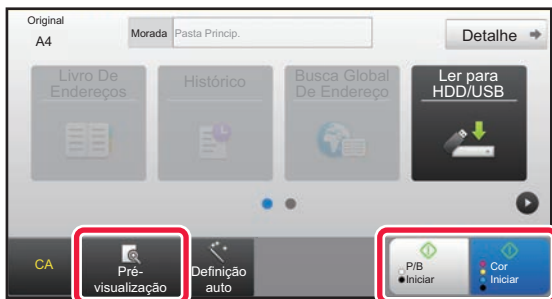 Original
A4
Morada
Pasta Princip.
Detalhe
Livro De
Endereços
Histórico
Busca Global
De Endereço
Ler para
HDD/USB
CA
Pré-
visualização
Definição
auto
P/B
Iniciar
Cor
Iniciar